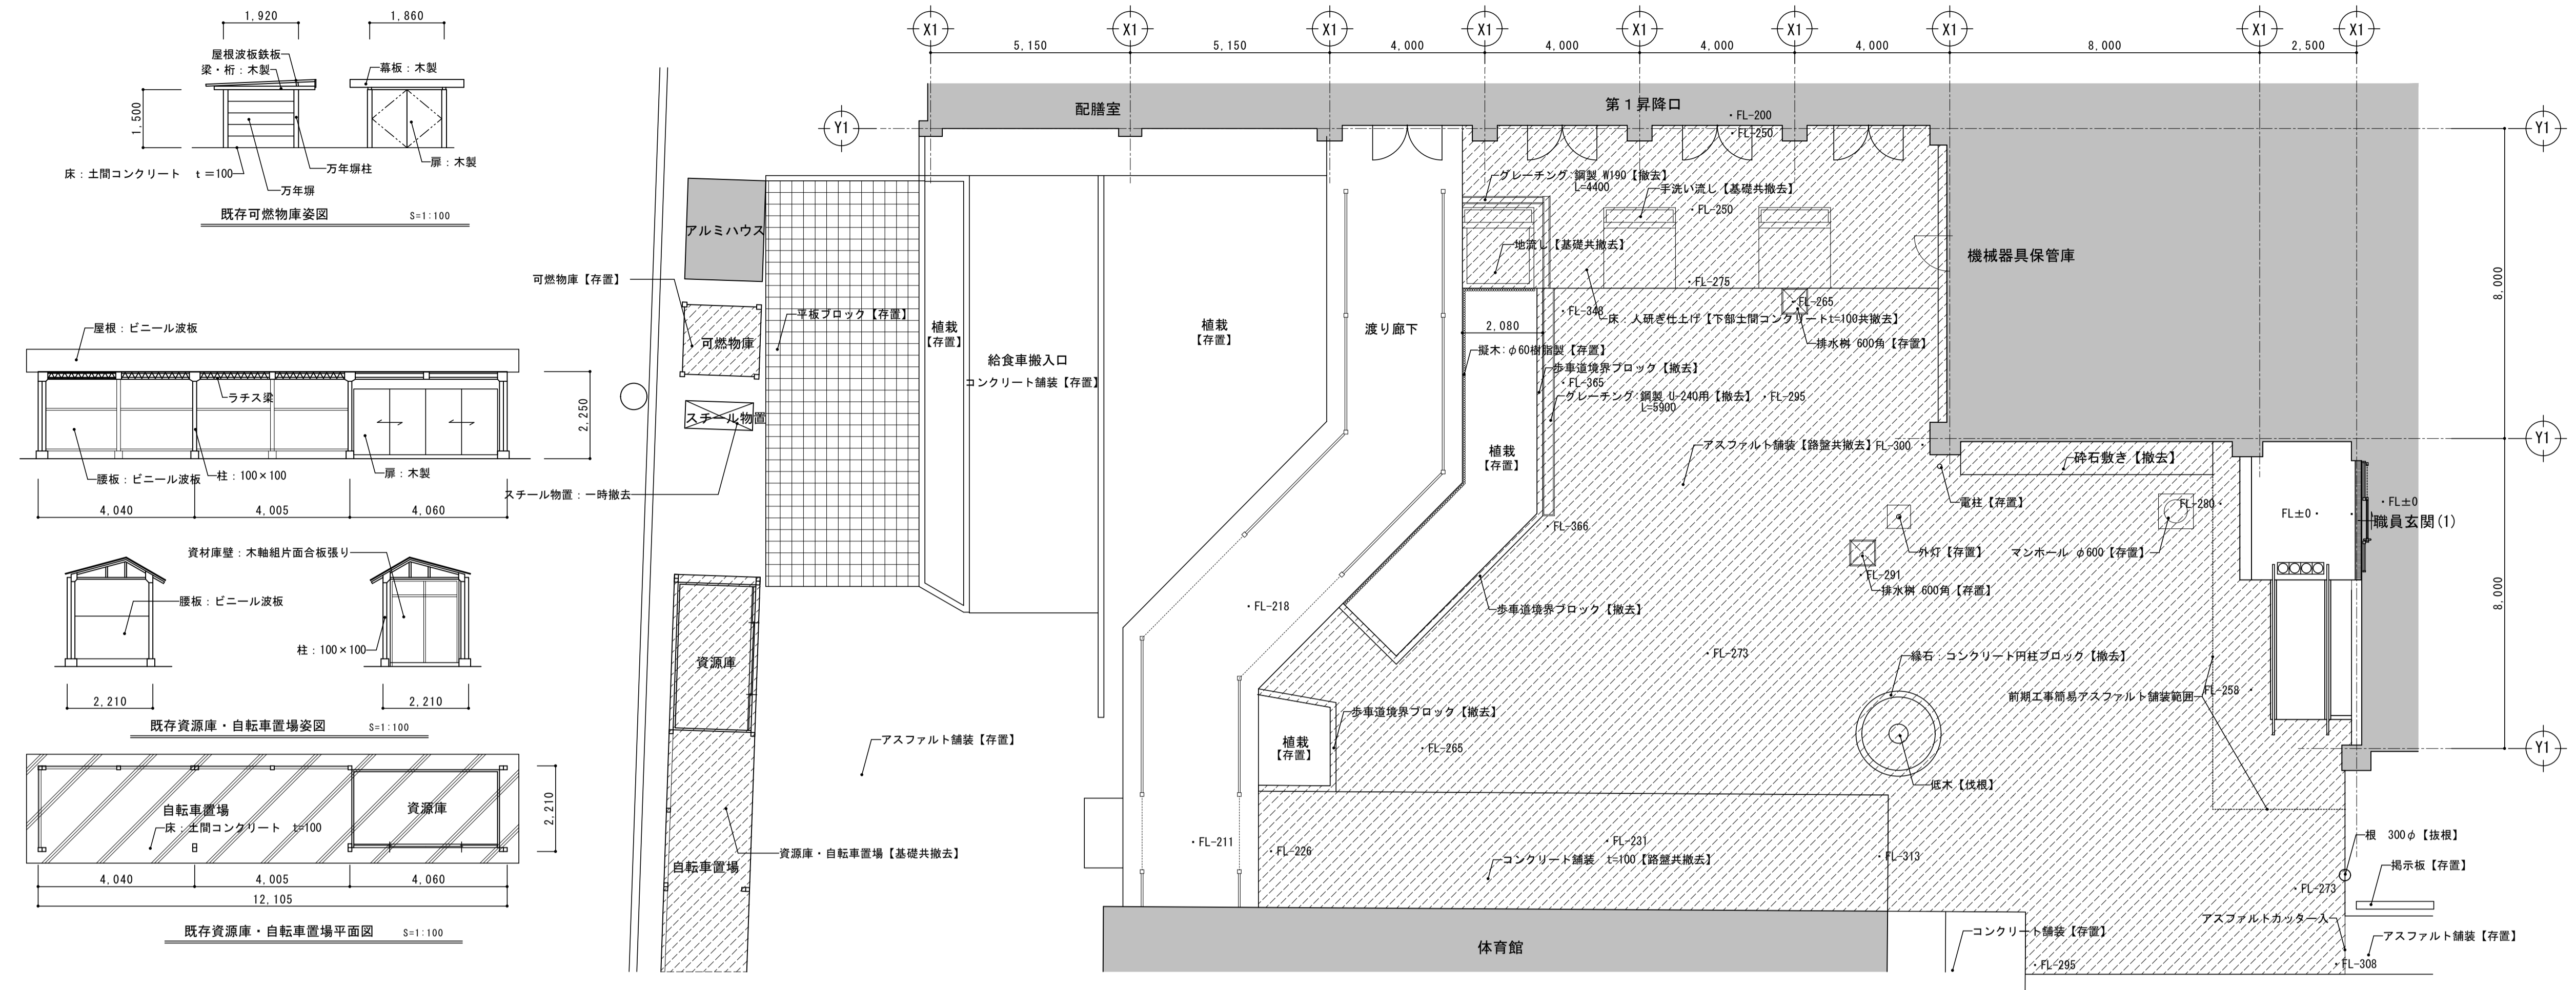 1,920
1,860
屋根波板鉄板
梁・桁：木製
幕板：木製
1,500
床：土間コンクリート　t＝100
万年塀柱
万年塀
扉：木製
既存可燃物庫姿図　S=1:100
屋根：ビニール波板
ラチス梁
2,250
腰板：ビニール波板
柱：100×100
扉：木製
4,040
4,005
4,060
資材庫壁：木軸組片面合板張り
腰板：ビニール波板
柱：100×100
2,210
2,210
既存資源庫・自転車置場姿図　S=1:100
自転車置場
床：土間コンクリート　t=100
資源庫
2,210
4,040
4,005
4,060
12,105
既存資源庫・自転車置場平面図　S=1:100
X1
X1
X1
X1
X1
X1
X1
X1
X1
5,150
5,150
4,000
4,000
4,000
4,000
8,000
2,500
Y1
Y1
Y1
Y1
8,000
8,000
配膳室
第１昇降口
・FL-200
・FL-250
グレーチング:鋼製 W190【撤去】
L=4400
手洗い流し【基礎共撤去】
・FL-250
アルミハウス
地流し【基礎共撤去】
機械器具保管庫
可燃物庫【存置】
・FL-275
・FL-265
可燃物庫
平板ブロック【存置】
植栽
【存置】
植栽
【存置】
渡り廊下
2,080
・FL-348
床：人研ぎ仕上げ【下部土間コンクリートt=100共撤去】
排水桝 600角【存置】
給食車搬入口
コンクリート舗装【存置】
擬木：φ60樹脂製【存置】
歩車道境界ブロック【撤去】
・FL-365
グレーチング:鋼製 U-240用【撤去】
L=5900
・FL-295
スチール物置
スチール物置：一時撤去
植栽
【存置】
アスファルト舗装【路盤共撤去】
FL-300 ・
砕石敷き【撤去】
電柱【存置】
FL-280 ・
FL±0 ・
・FL±0
職員玄関(1)
・FL-366
外灯【存置】
マンホール φ600【存置】
・FL-291
排水桝 600角【存置】
・FL-218
歩車道境界ブロック【撤去】
資源庫
・FL-273
縁石：コンクリート円柱ブロック【撤去】
前期工事簡易アスファルト舗装範囲
FL-258 ・
歩車道境界ブロック【撤去】
アスファルト舗装【存置】
植栽
【存置】
・FL-265
低木【伐根】
・FL-211
・FL-226
・FL-231
コンクリート舗装　t=100【路盤共撤去】
・FL-313
資源庫・自転車置場【基礎共撤去】
自転車置場
根　300φ【抜根】
掲示板【存置】
・FL-273
アスファルトカッター入
体育館
コンクリート舗装【存置】
アスファルト舗装【存置】
・FL-295
・FL-308